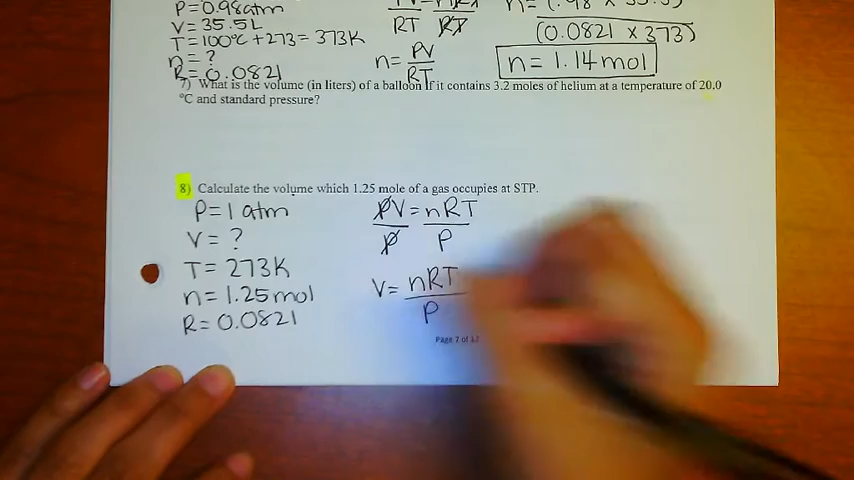 P=0.98atm
V=35.5L
T=100°C+273=373K
n=?
R=0.0821
RT RT
n=PV/RT
(0.0821 x 373)
n=1.14mol
7) What is the volume (in liters) of a balloon if it contains 3.2 moles of helium at a temperature of 20.0
°C and standard pressure?
8) Calculate the volume which 1.25 mole of a gas occupies at STP.
P=1 atm
V=?
T=273K
n=1.25mol
R=0.0821
PV=nRT
P P
V=nRT
P
Page 7 of 12